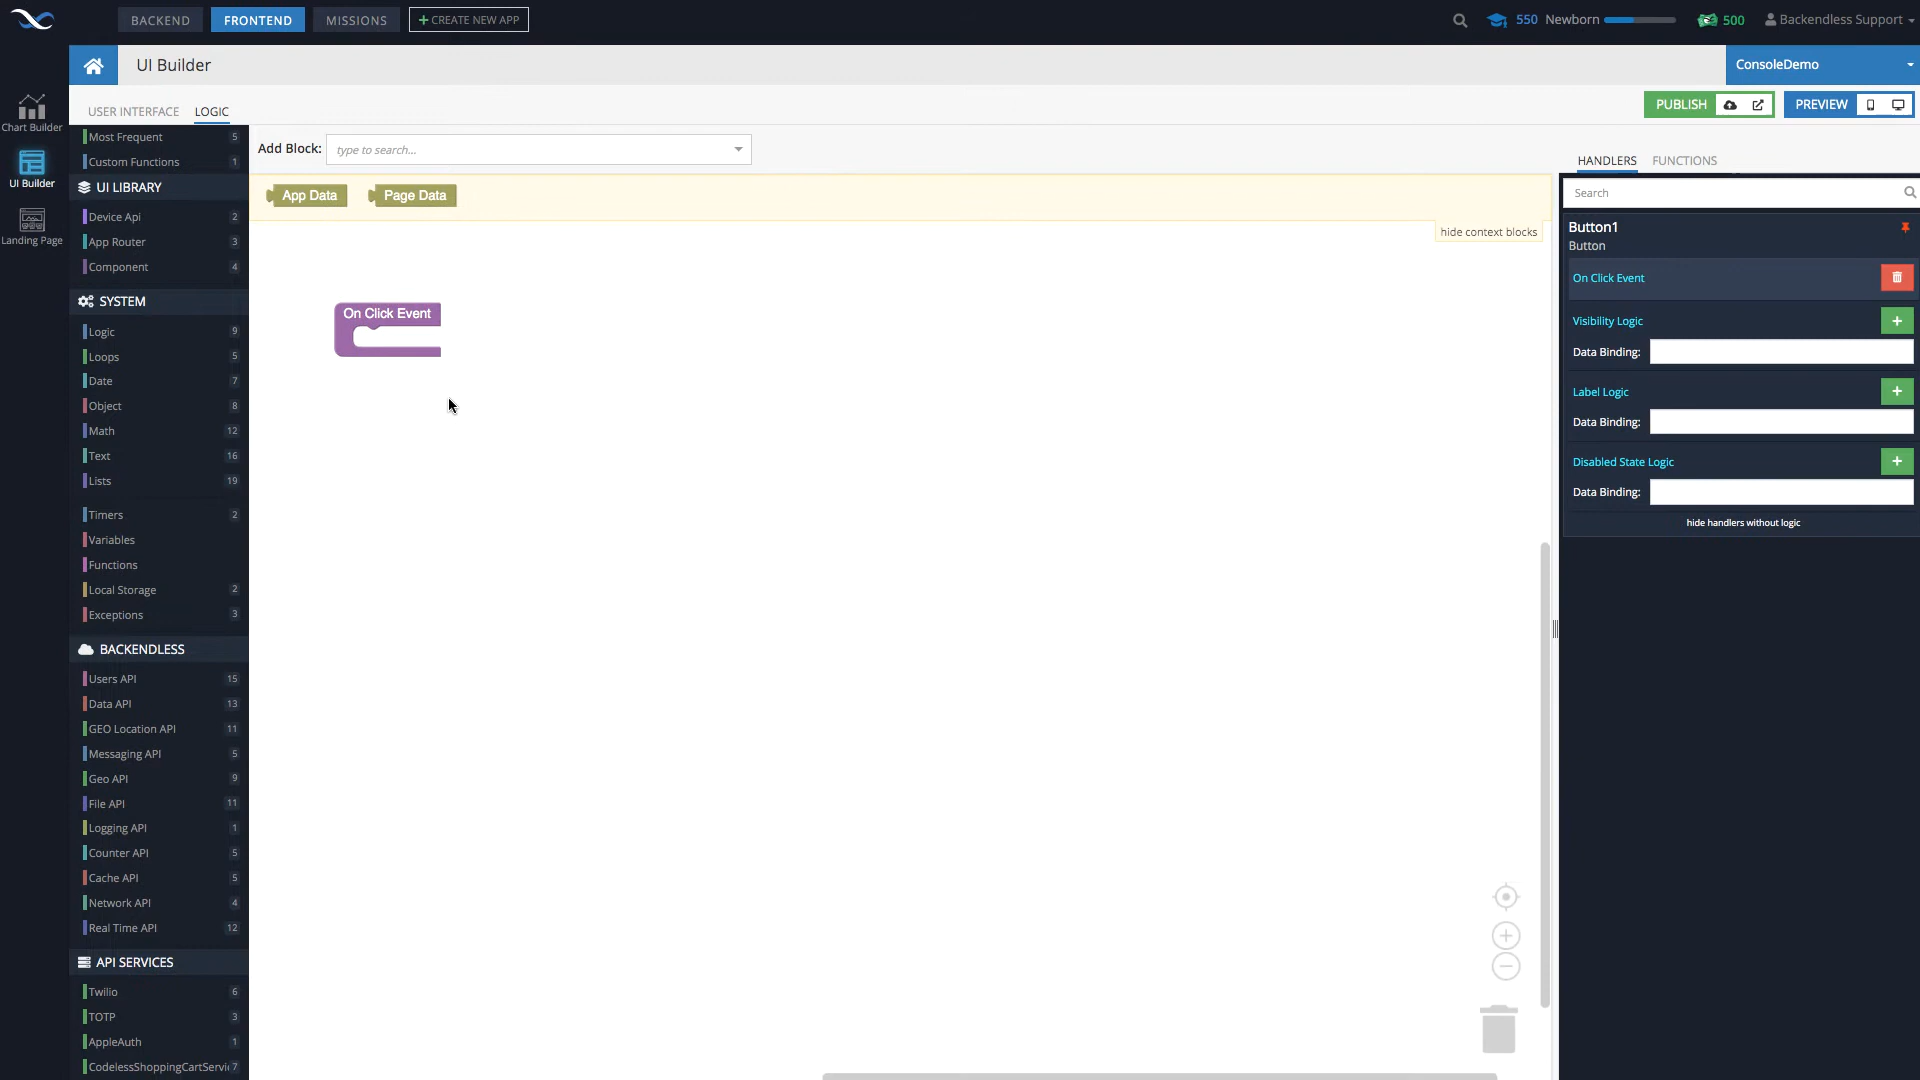 BACKEND FRONTEND MISSIONS + CREATE NEW APP 550 Newborn 500 Backendless Support
UI Builder ConsoleDemo
USER INTERFACE LOGIC PUBLISH PREVIEW
Chart Builder
UI Builder
Landing Page
Most Frequent 5
Custom Functions 1
UI LIBRARY
Device Api 2
App Router 3
Component 4
SYSTEM
Logic 9
Loops 5
Date 7
Object 8
Math 12
Text 16
Lists 19
Timers 2
Variables
Functions
Local Storage 2
Exceptions 3
BACKENDLESS
Users API 15
Data API 13
GEO Location API 11
Messaging API 5
Geo API 9
File API 11
Logging API 1
Counter API 5
Cache API 5
Network API 4
Real Time API 12
API SERVICES
Twilio 6
TOTP 3
AppleAuth 1
CodelessShoppingCartServi 7
Add Block: type to search...
App Data Page Data
hide context blocks
On Click Event
HANDLERS FUNCTIONS
Search
Button1
Button
On Click Event
Visibility Logic +
Data Binding:
Label Logic +
Data Binding:
Disabled State Logic +
Data Binding:
hide handlers without logic